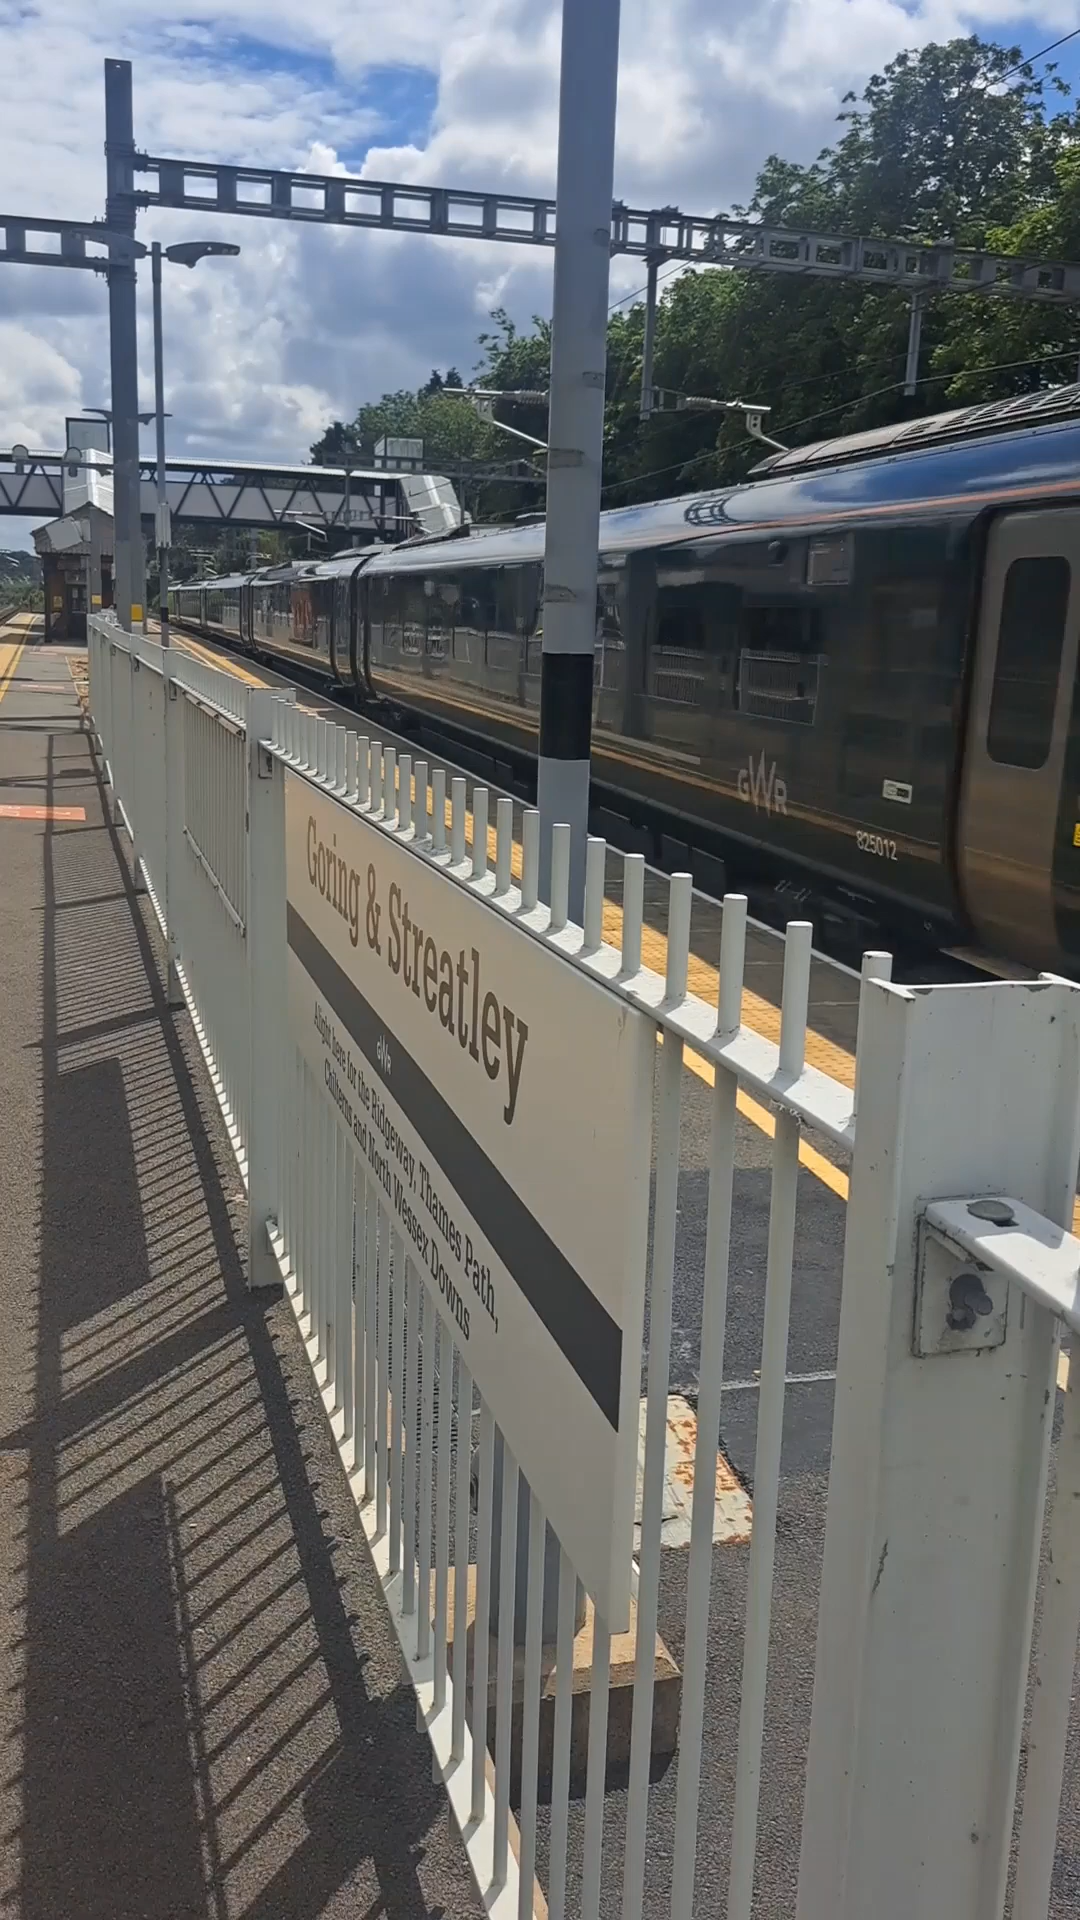 GWR
825012
Goring & Streatley
GWR
Alight here for the Ridgeway, Thames Path,
Chilterns and North Wessex Downs